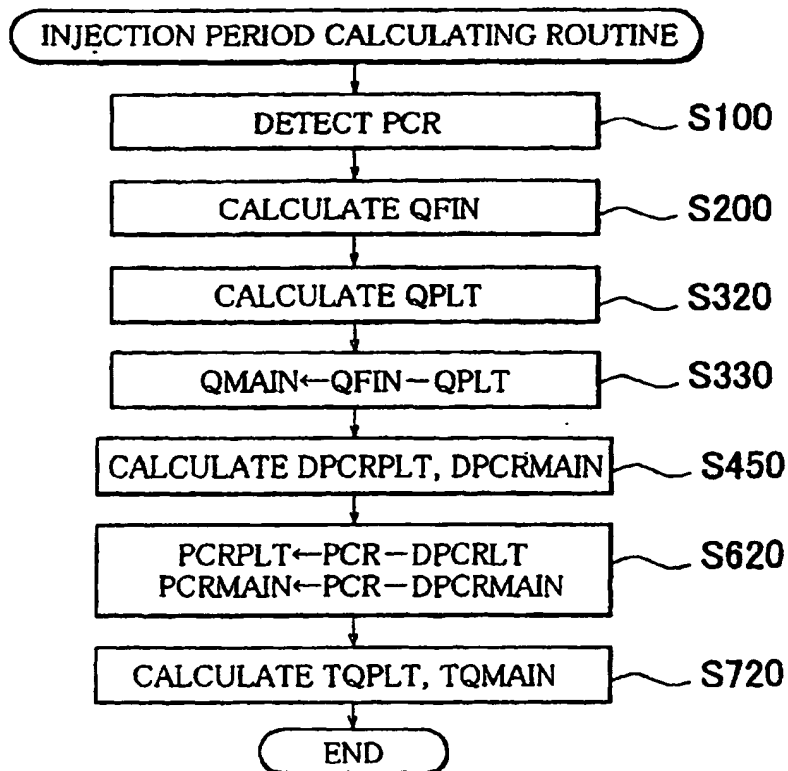 INJECTION PERIOD CALCULATING ROUTINE
DETECT PCR
S100
CALCULATE QFIN
S200
CALCULATE QPLT
S320
QMAIN←QFIN−QPLT
S330
CALCULATE DPCRPLT, DPCRMAIN
S450
PCRPLT←PCR−DPCRLT
PCRMAIN←PCR−DPCRMAIN
S620
CALCULATE TQPLT, TQMAIN
S720
END